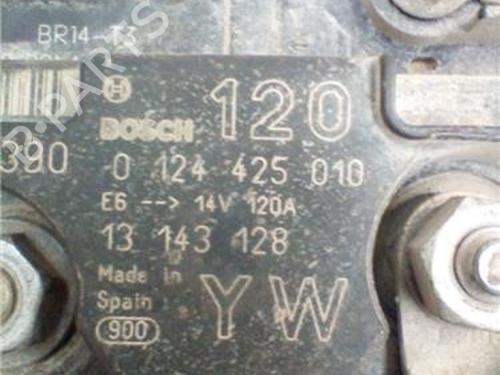 BR14-T3
BOSCH 120
390 0 124 425 010
E6 --> 14V 120A
13 143 128
Made in
Spain YW
900
B-PARTS